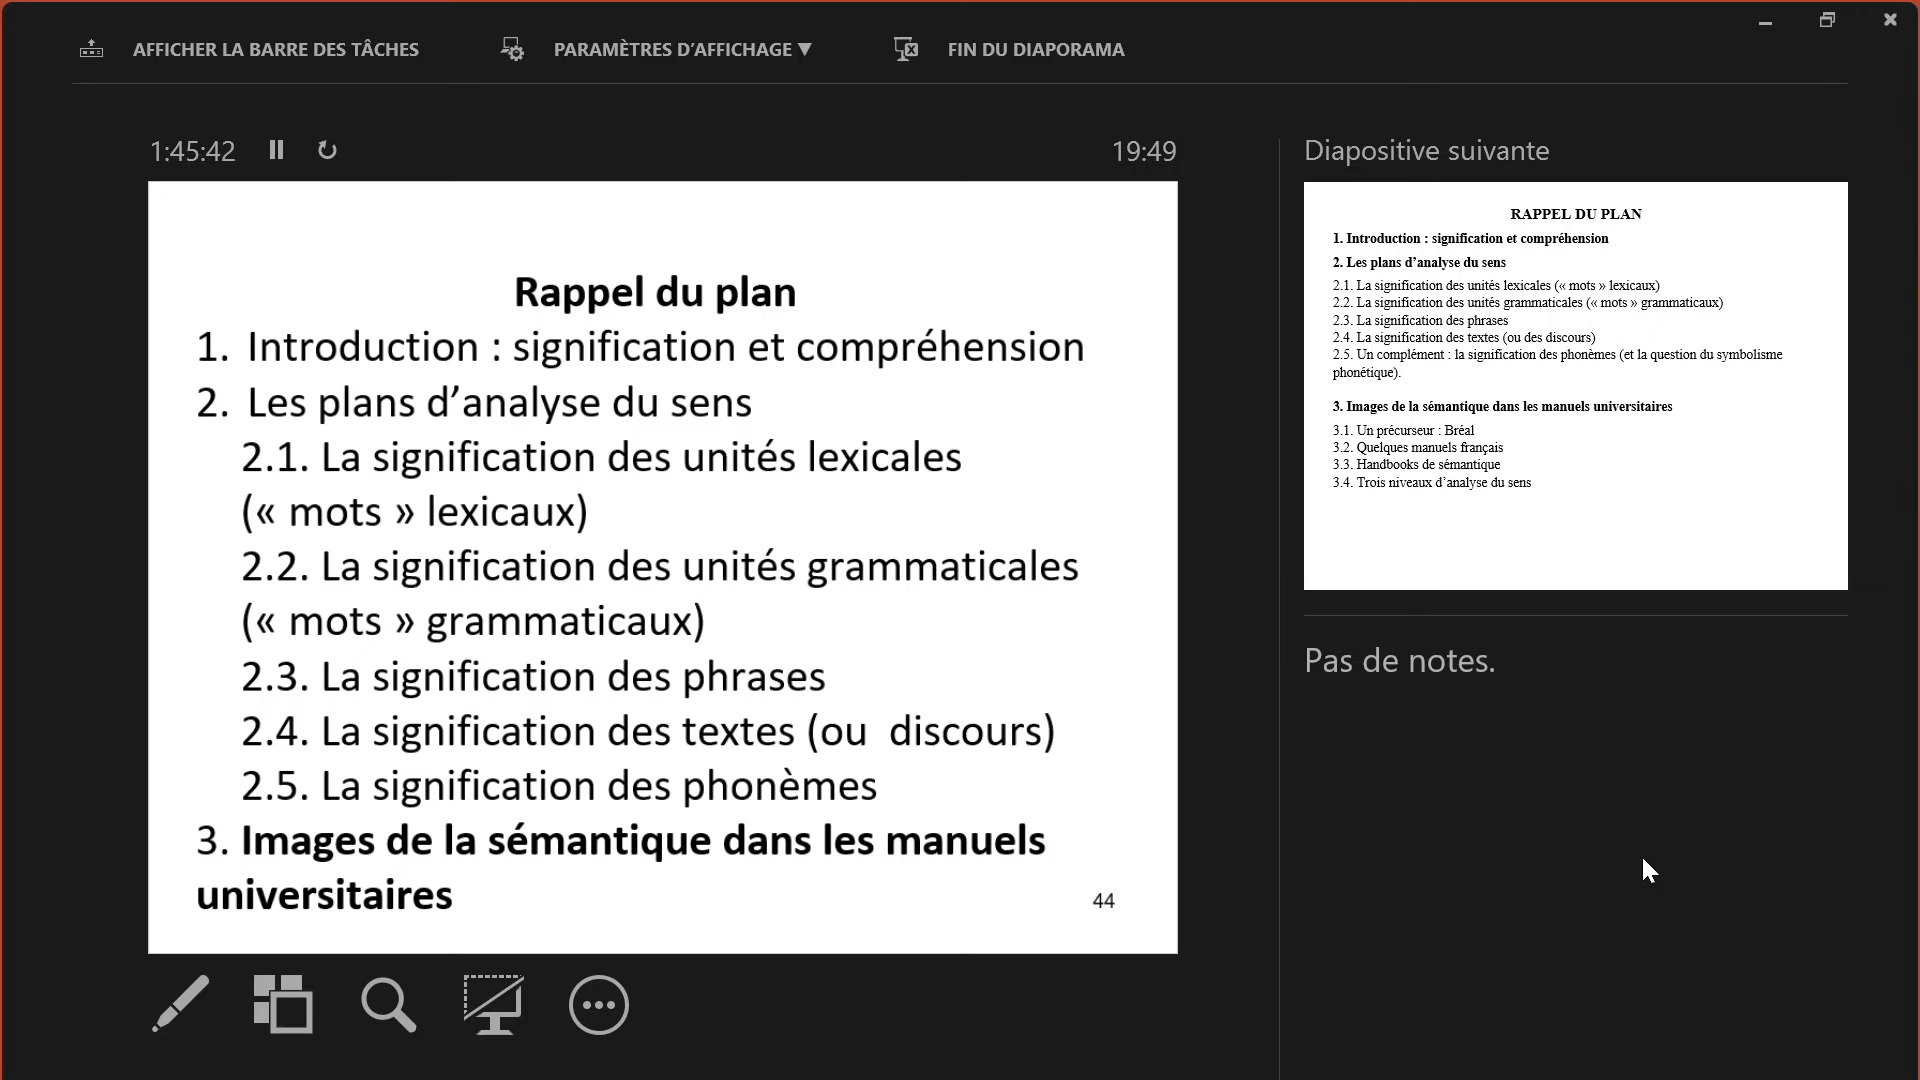 AFFICHER LA BARRE DES TÂCHES
PARAMÈTRES D'AFFICHAGE ▼
FIN DU DIAPORAMA
1:45:42
19:49
Rappel du plan
1. Introduction : signification et compréhension
2. Les plans d’analyse du sens
2.1. La signification des unités lexicales
(« mots » lexicaux)
2.2. La signification des unités grammaticales
(« mots » grammaticaux)
2.3. La signification des phrases
2.4. La signification des textes (ou discours)
2.5. La signification des phonèmes
3. Images de la sémantique dans les manuels
universitaires
44
Diapositive suivante
RAPPEL DU PLAN
1. Introduction : signification et compréhension
2. Les plans d’analyse du sens
2.1. La signification des unités lexicales (« mots » lexicaux)
2.2. La signification des unités grammaticales (« mots » grammaticaux)
2.3. La signification des phrases
2.4. La signification des textes (ou des discours)
2.5. Un complément : la signification des phonèmes (et la question du symbolisme
phonétique).
3. Images de la sémantique dans les manuels universitaires
3.1. Un précurseur : Bréal
3.2. Quelques manuels français
3.3. Handbooks de sémantique
3.4. Trois niveaux d’analyse du sens
Pas de notes.